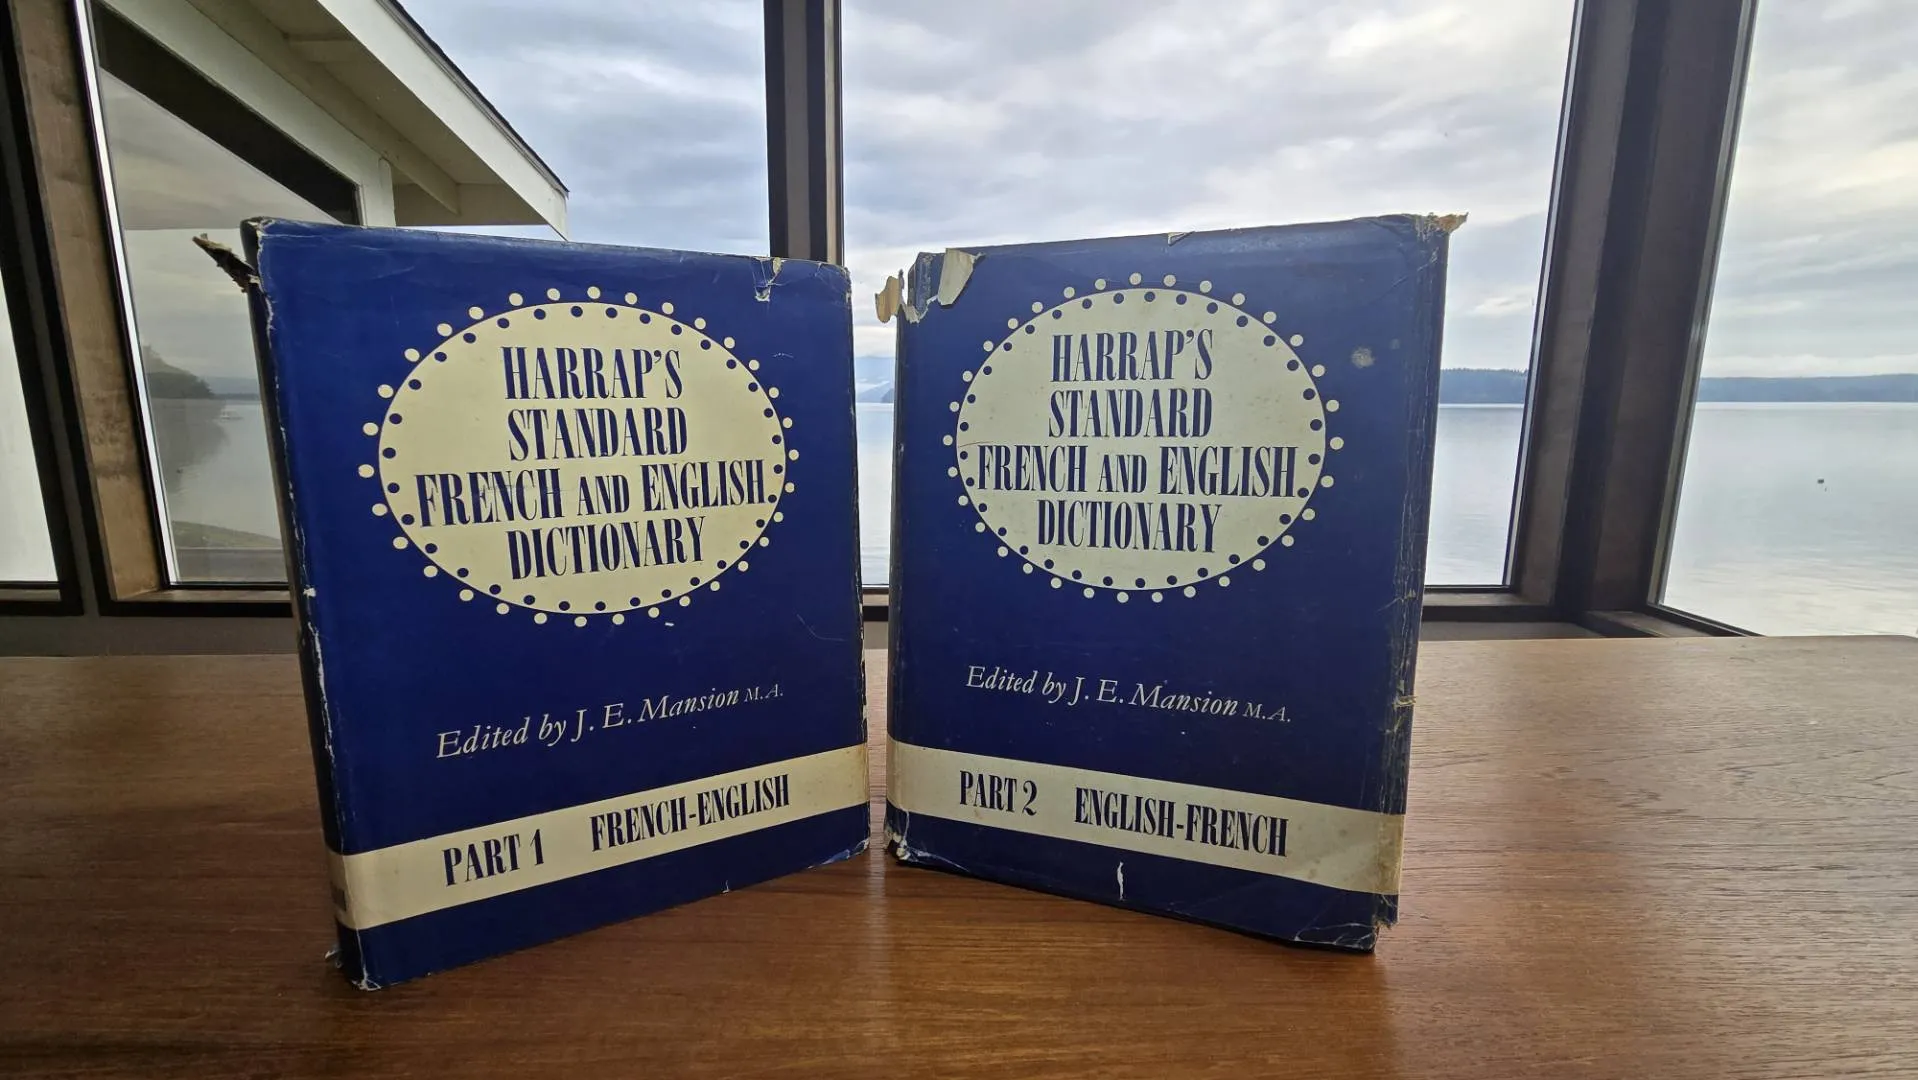 HARRAP'S
STANDARD
FRENCH AND ENGLISH
DICTIONARY
Edited by J. E. Mansion M.A.
PART 1 FRENCH-ENGLISH
HARRAP'S
STANDARD
FRENCH AND ENGLISH
DICTIONARY
Edited by J. E. Mansion M.A.
PART 2 ENGLISH-FRENCH